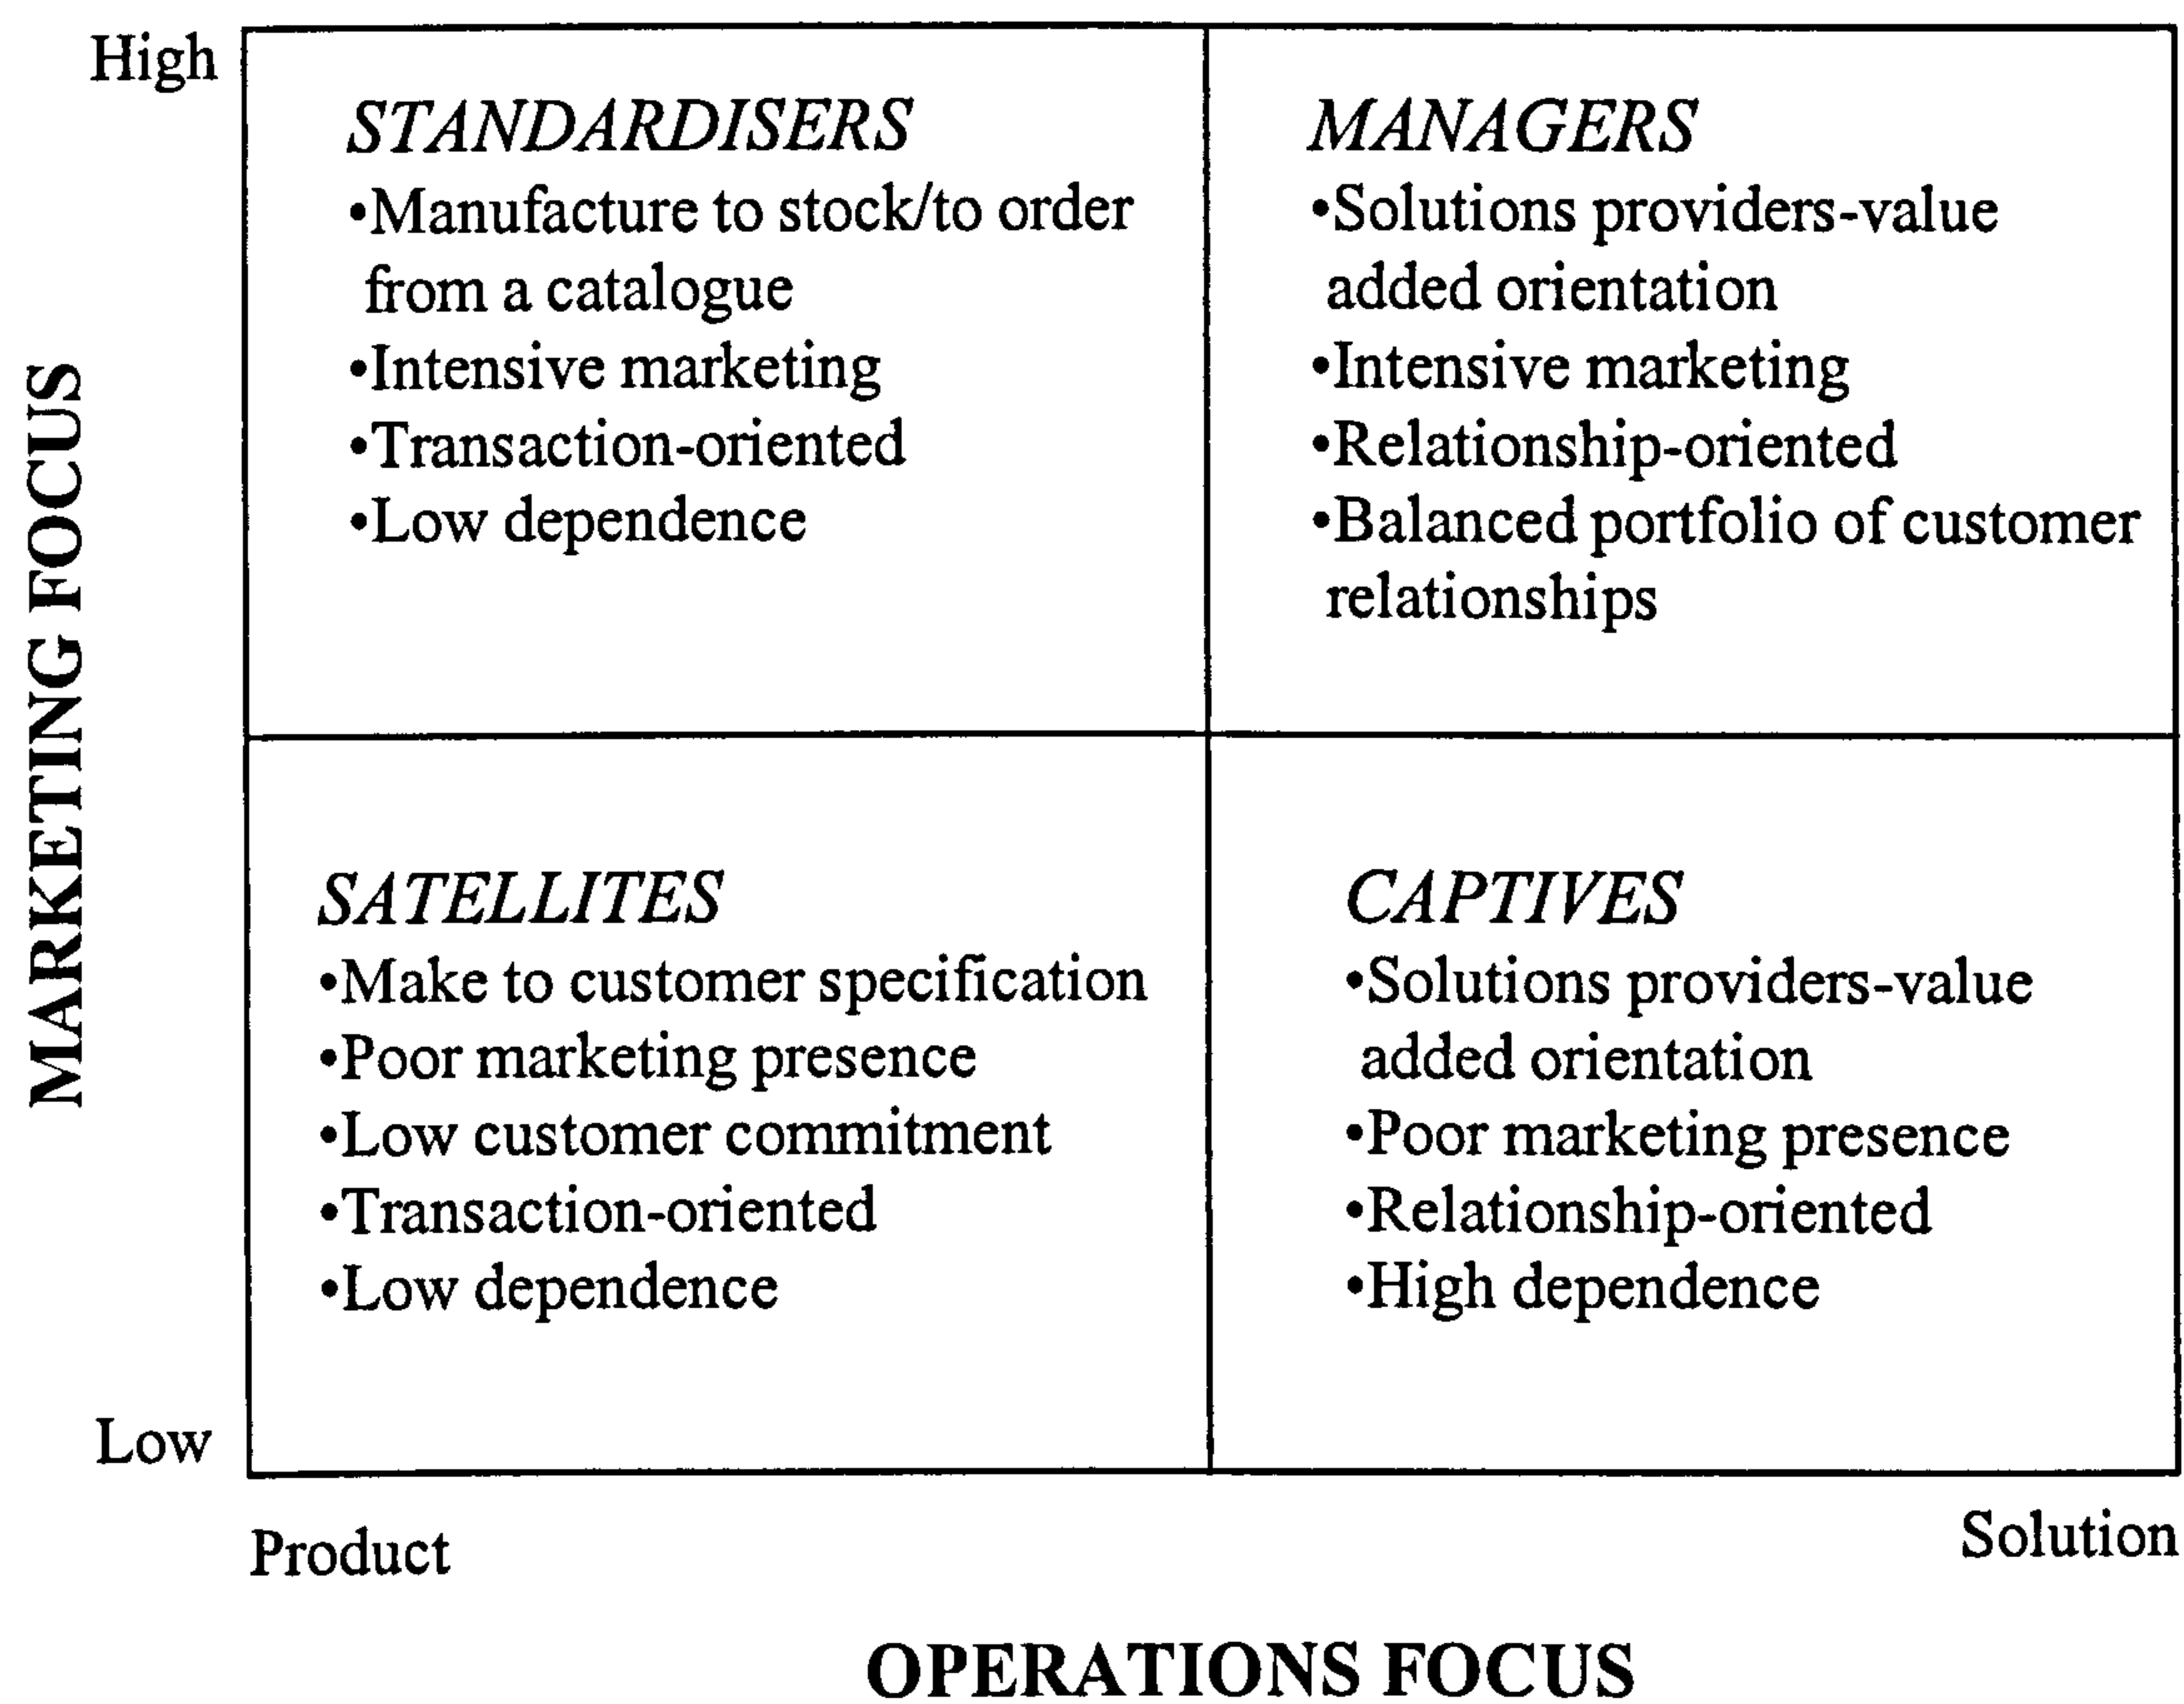 High
STANDARDISERS
•Manufacture to stock/to order
from a catalogue
•Intensive marketing
•Transaction-oriented
•Low dependence
MANAGERS
•Solutions providers-value
added orientation
•Intensive marketing
•Relationship-oriented
•Balanced portfolio of customer
relationships
MARKETING FOCUS
SATELLITES
•Make to customer specification
•Poor marketing presence
•Low customer commitment
•Transaction-oriented
•Low dependence
CAPTIVES
•Solutions providers-value
added orientation
•Poor marketing presence
•Relationship-oriented
•High dependence
Low
Product
Solution
OPERATIONS FOCUS